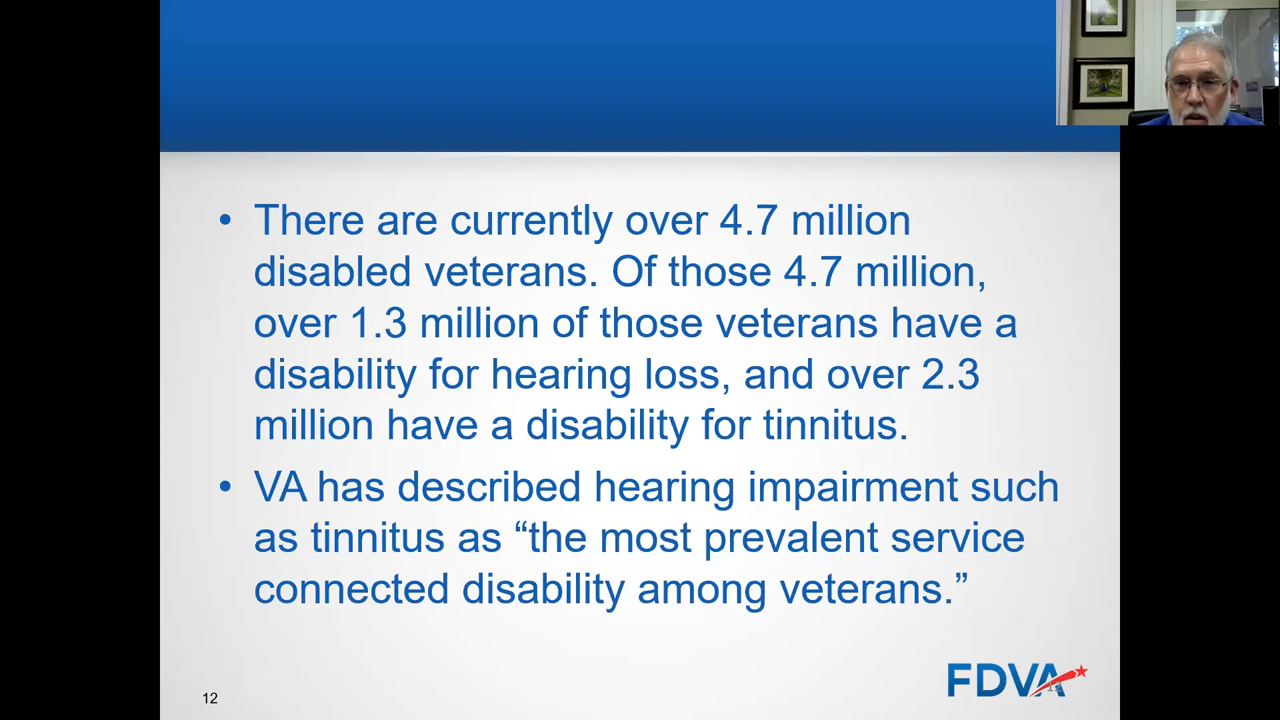 • There are currently over 4.7 million
disabled veterans. Of those 4.7 million,
over 1.3 million of those veterans have a
disability for hearing loss, and over 2.3
million have a disability for tinnitus.
• VA has described hearing impairment such
as tinnitus as “the most prevalent service
connected disability among veterans.”
12
FDVA